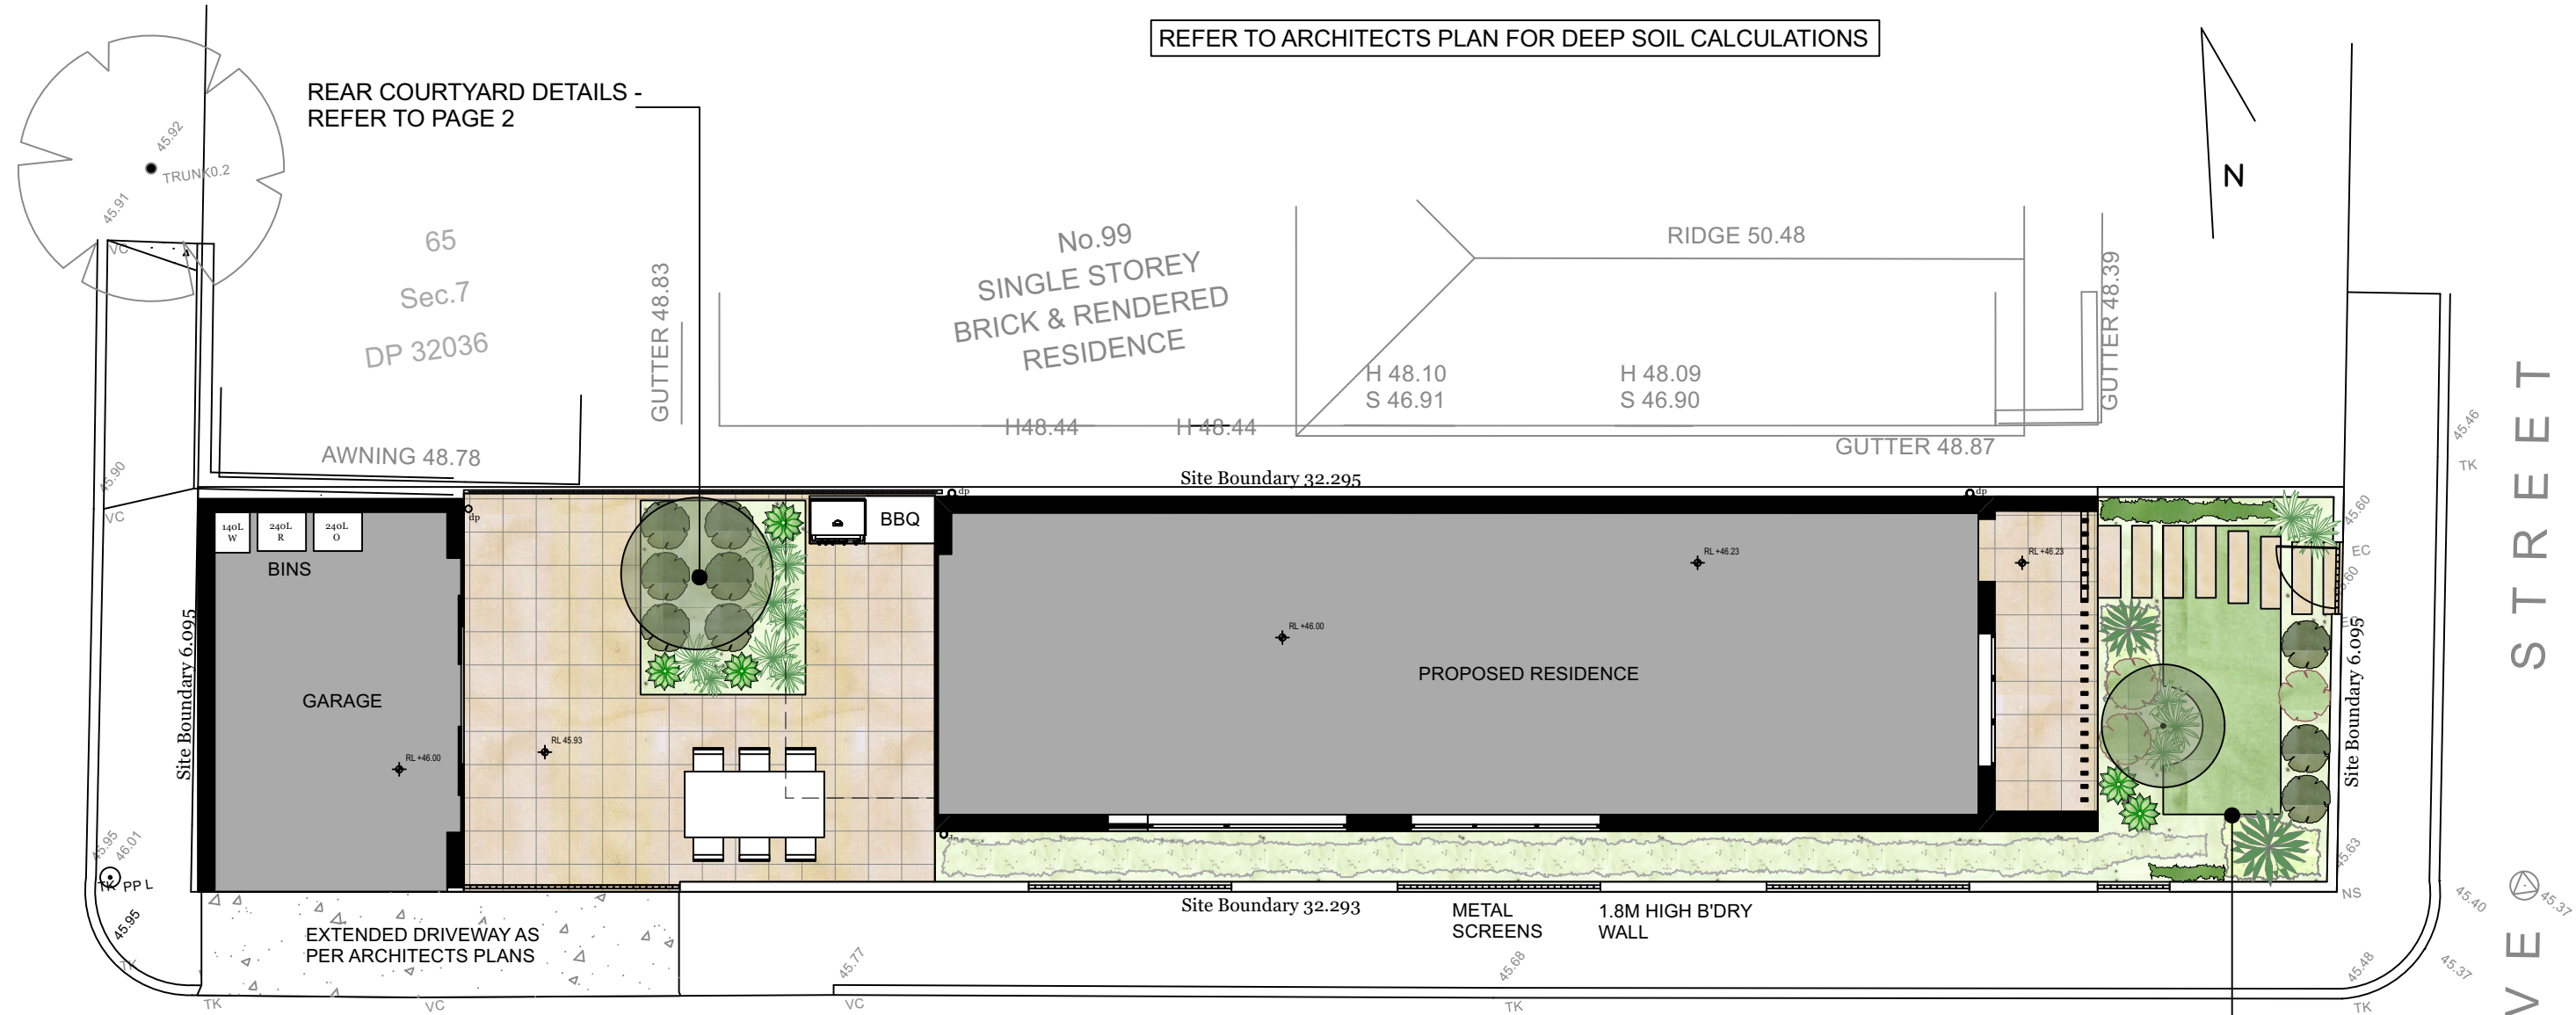 REFER TO ARCHITECTS PLAN FOR DEEP SOIL CALCULATIONS
REAR COURTYARD DETAILS -
REFER TO PAGE 2
45.92
TRUNK0.2
45.91
VC
N
65
Sec.7
DP 32036
GUTTER 48.83
No.99
SINGLE STOREY
BRICK & RENDERED
RESIDENCE
RIDGE 50.48
GUTTER 48.39
H 48.10
S 46.91
H 48.09
S 46.90
H48.44
H 48.44
GUTTER 48.87
AWNING 48.78
STREET
45.46
TK
45.90
VC
Site Boundary 32.295
dp
dp
dp
140L
W
240L
R
240L
O
BINS
BBQ
RL +46.23
RL +46.23
45.60
EC
RL +46.00
PROPOSED RESIDENCE
GARAGE
Site Boundary 6.095
Site Boundary 6.095
RL 45.93
RL +46.00
45.95
46.01
TK PP L
45.95
TK
TK
EXTENDED DRIVEWAY AS
PER ARCHITECTS PLANS
VC
45.77
VC
Site Boundary 32.293
METAL
SCREENS
1.8M HIGH B'DRY
WALL
45.68
TK
45.63
NS
45.48
TK
45.40
45.37
45.37
VE